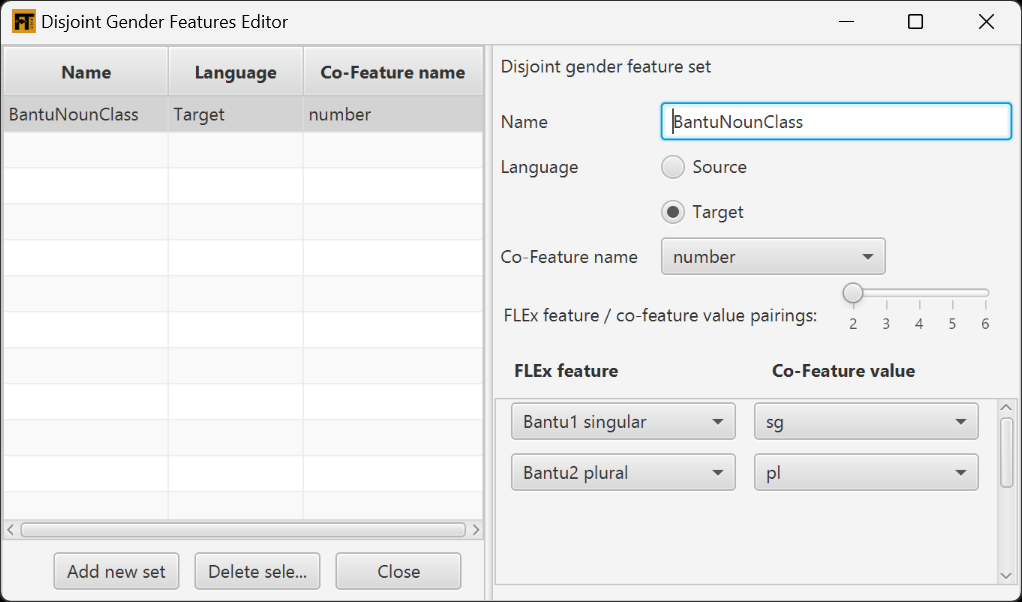 Disjoint Gender Features Editor
Name Language Co-Feature name
BantuNounClass Target number
Add new set Delete sele... Close
Disjoint gender feature set
Name BantuNounClass
Language Source
Target
Co-Feature name number
FLEx feature / co-feature value pairings:
2 3 4 5 6
FLEx feature Co-Feature value
Bantu1 singular sg
Bantu2 plural pl